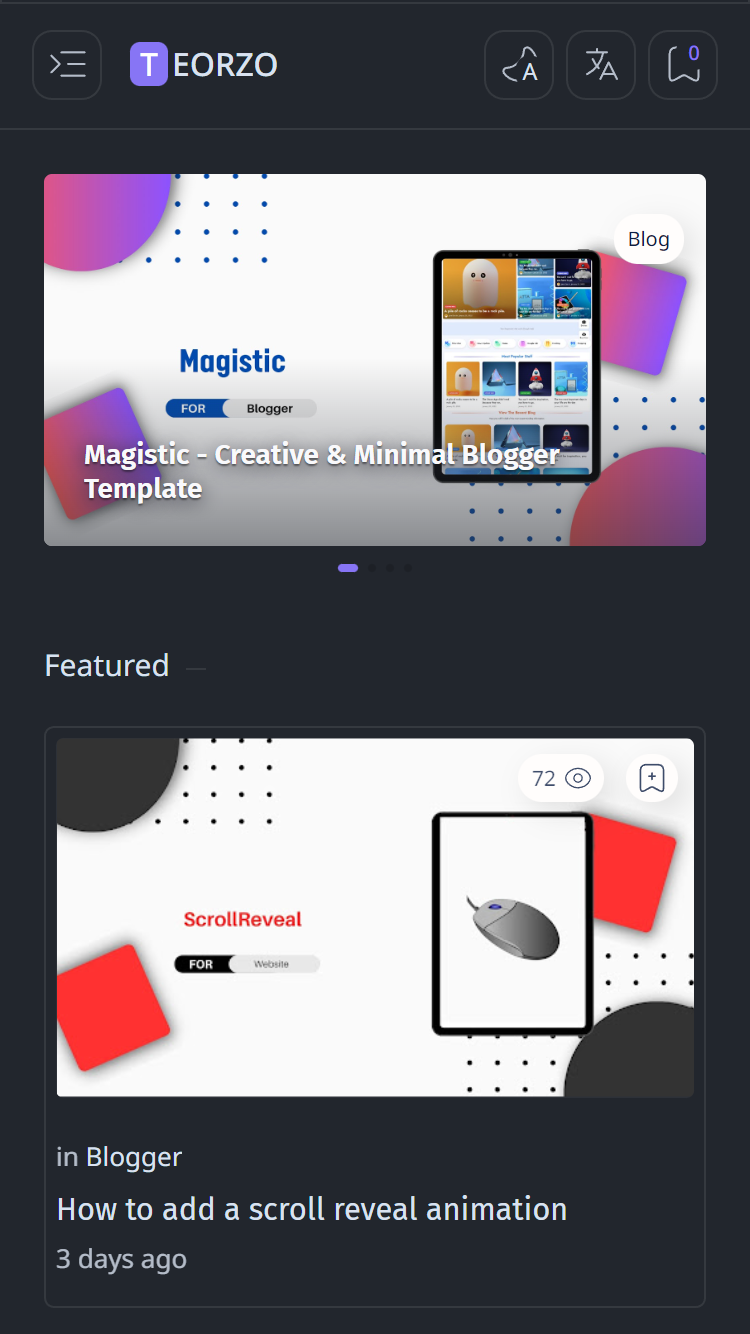 TEORZO
A
0
Blog
Magistic
FOR Blogger
Magistic - Creative & Minimal Blogger
Template
Featured
72
ScrollReveal
FOR Website
in Blogger
How to add a scroll reveal animation
3 days ago